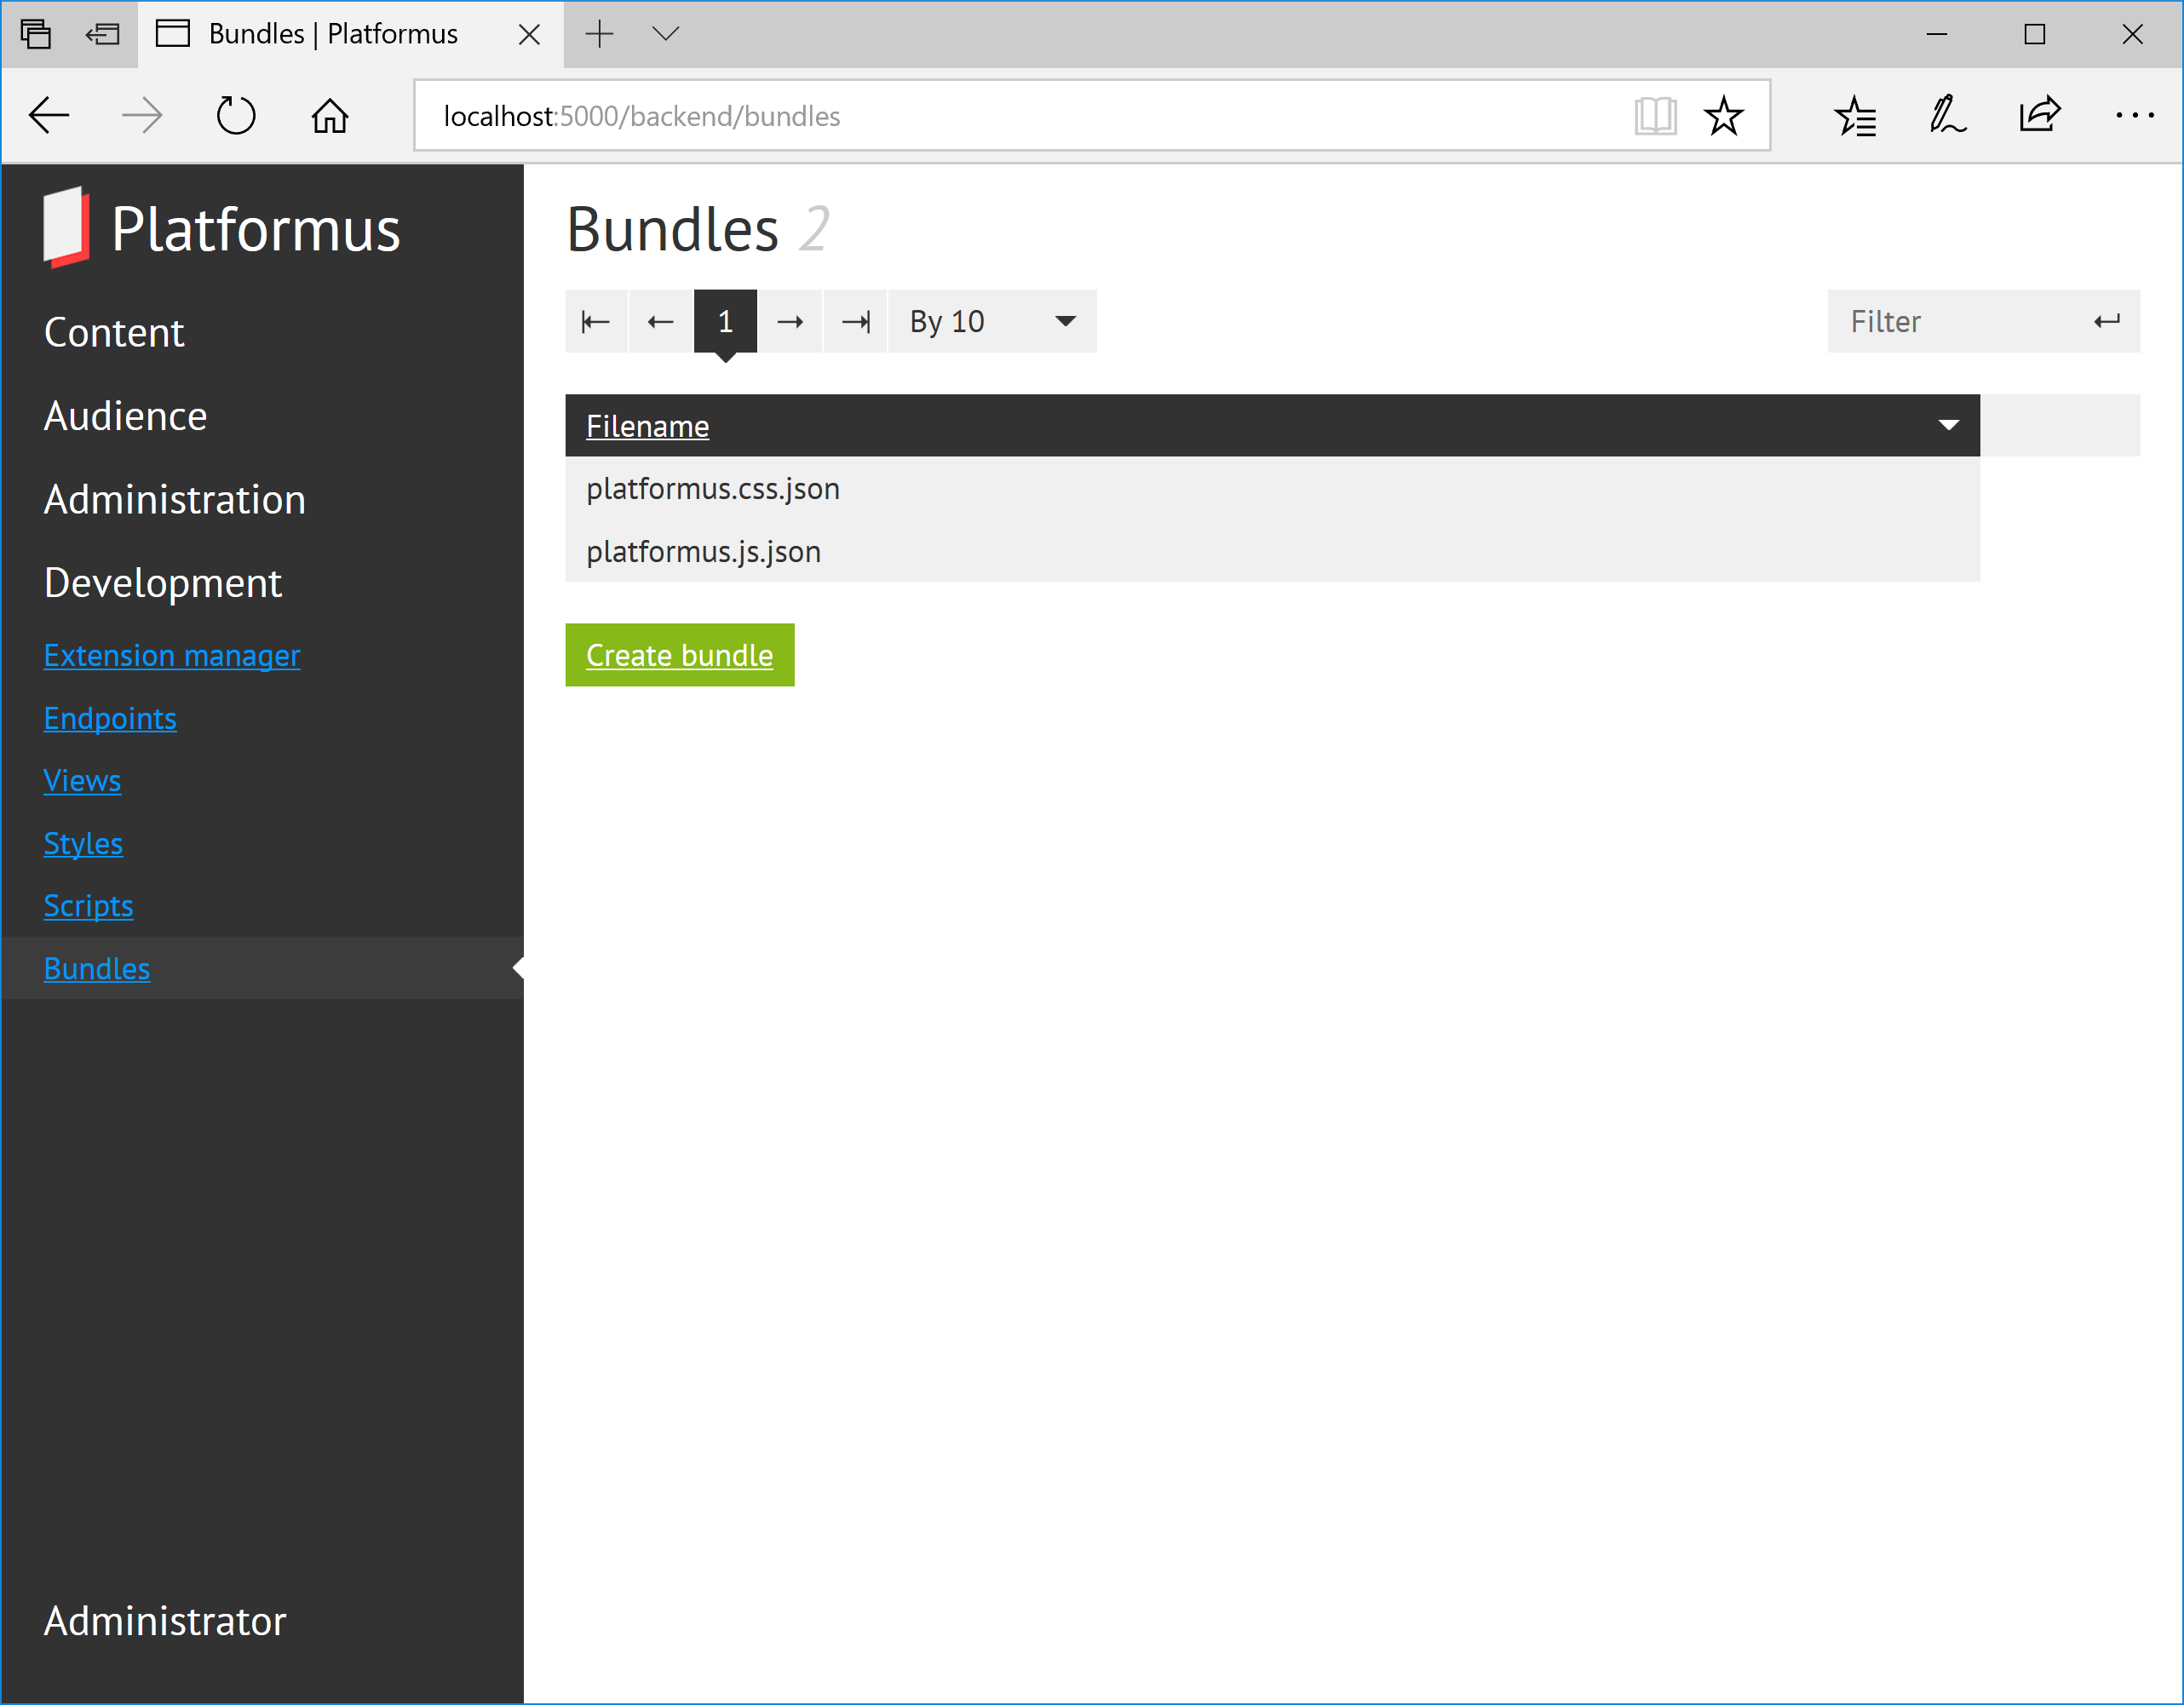 Bundles | Platformus
localhost:5000/backend/bundles
Platformus
Content
Audience
Administration
Development
Extension manager
Endpoints
Views
Styles
Scripts
Bundles
Administrator
Bundles 2
1
By 10
Filter
Filename
platformus.css.json
platformus.js.json
Create bundle